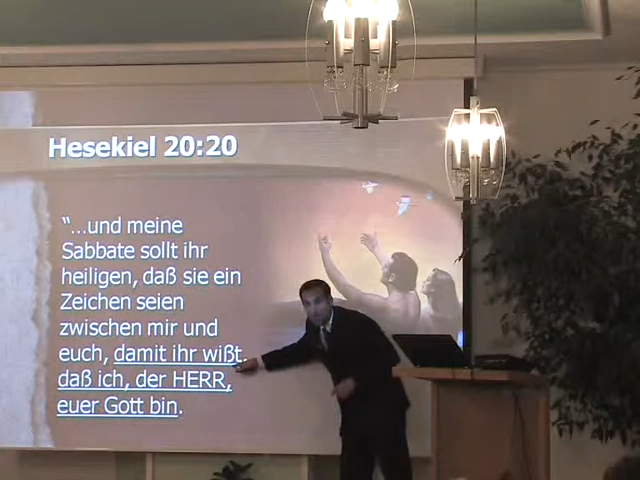 Hesekiel 20:20
“...und meine
Sabbate sollt ihr
heiligen, daß sie ein
Zeichen seien
zwischen mir und
euch, damit ihr wißt,
daß ich, der HERR,
euer Gott bin.